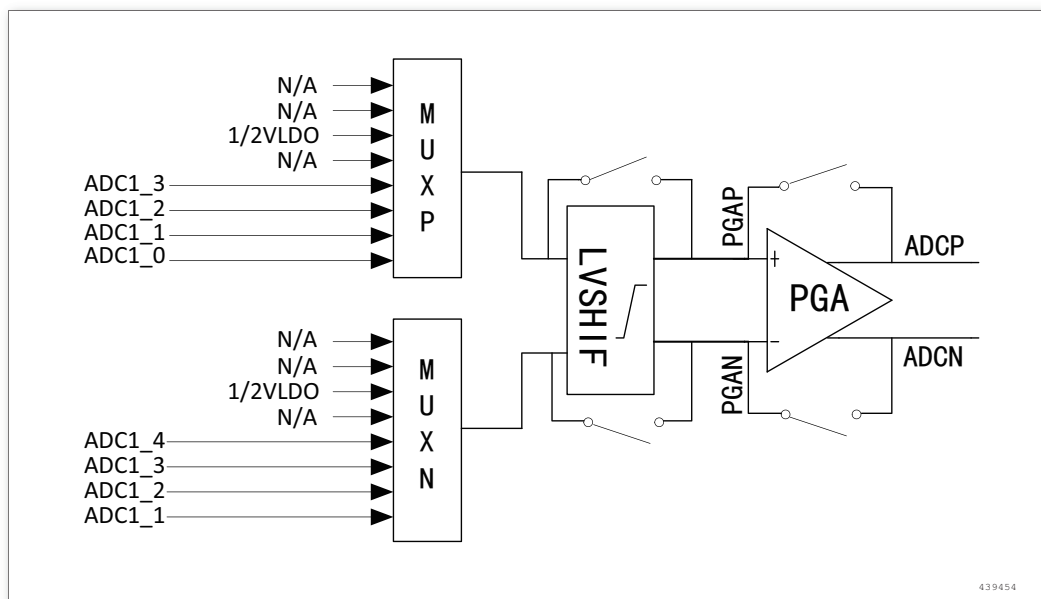 N/A
N/A
1/2VLDO
N/A
ADC1_3
ADC1_2
ADC1_1
ADC1_0
MUXP
N/A
N/A
1/2VLDO
N/A
ADC1_4
ADC1_3
ADC1_2
ADC1_1
MUXN
LVSHIF
PGAP
PGAN
+
PGA
-
ADCP
ADCN
439454